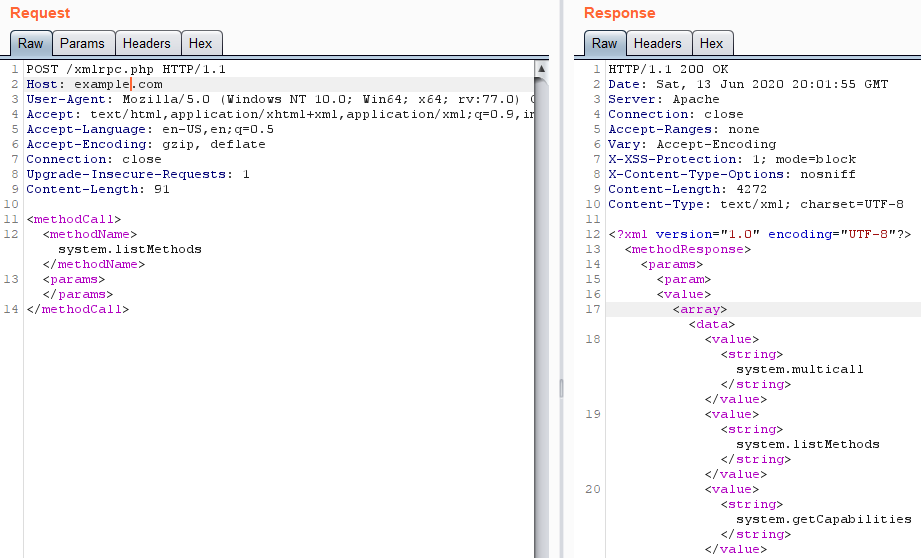 Request
Raw Params Headers Hex
1 POST /xmlrpc.php HTTP/1.1
2 Host: example.com
3 User-Agent: Mozilla/5.0 (Windows NT 10.0; Win64; x64; rv:77.0)
4 Accept: text/html,application/xhtml+xml,application/xml;q=0.9,
5 Accept-Language: en-US,en;q=0.5
6 Accept-Encoding: gzip, deflate
7 Connection: close
8 Upgrade-Insecure-Requests: 1
9 Content-Length: 91
10
11 <methodCall>
12 <methodName>
system.listMethods
</methodName>
13 <params>
</params>
14 </methodCall>
Response
Raw Headers Hex
1 HTTP/1.1 200 OK
2 Date: Sat, 13 Jun 2020 20:01:55 GMT
3 Server: Apache
4 Connection: close
5 Accept-Ranges: none
6 Vary: Accept-Encoding
7 X-XSS-Protection: 1; mode=block
8 X-Content-Type-Options: nosniff
9 Content-Length: 4272
10 Content-Type: text/xml; charset=UTF-8
11
12 <?xml version="1.0" encoding="UTF-8"?>
13 <methodResponse>
14 <params>
15 <param>
16 <value>
17 <array>
<data>
18 <value>
<string>
system.multicall
</string>
</value>
19 <value>
<string>
system.listMethods
</string>
</value>
20 <value>
<string>
system.getCapabilities
</string>
</value>